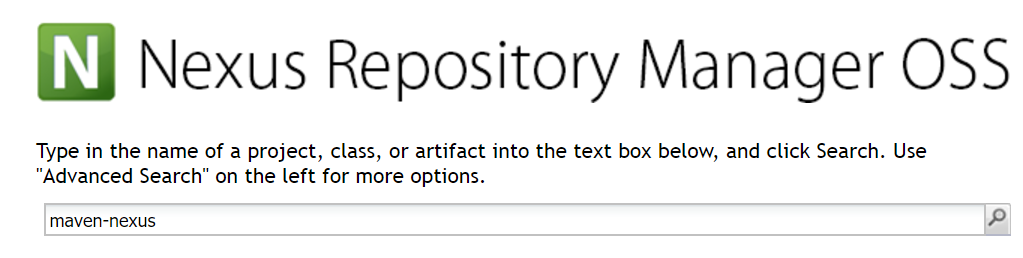 N Nexus Repository Manager OSS
Type in the name of a project, class, or artifact into the text box below, and click Search. Use
"Advanced Search" on the left for more options.
maven-nexus